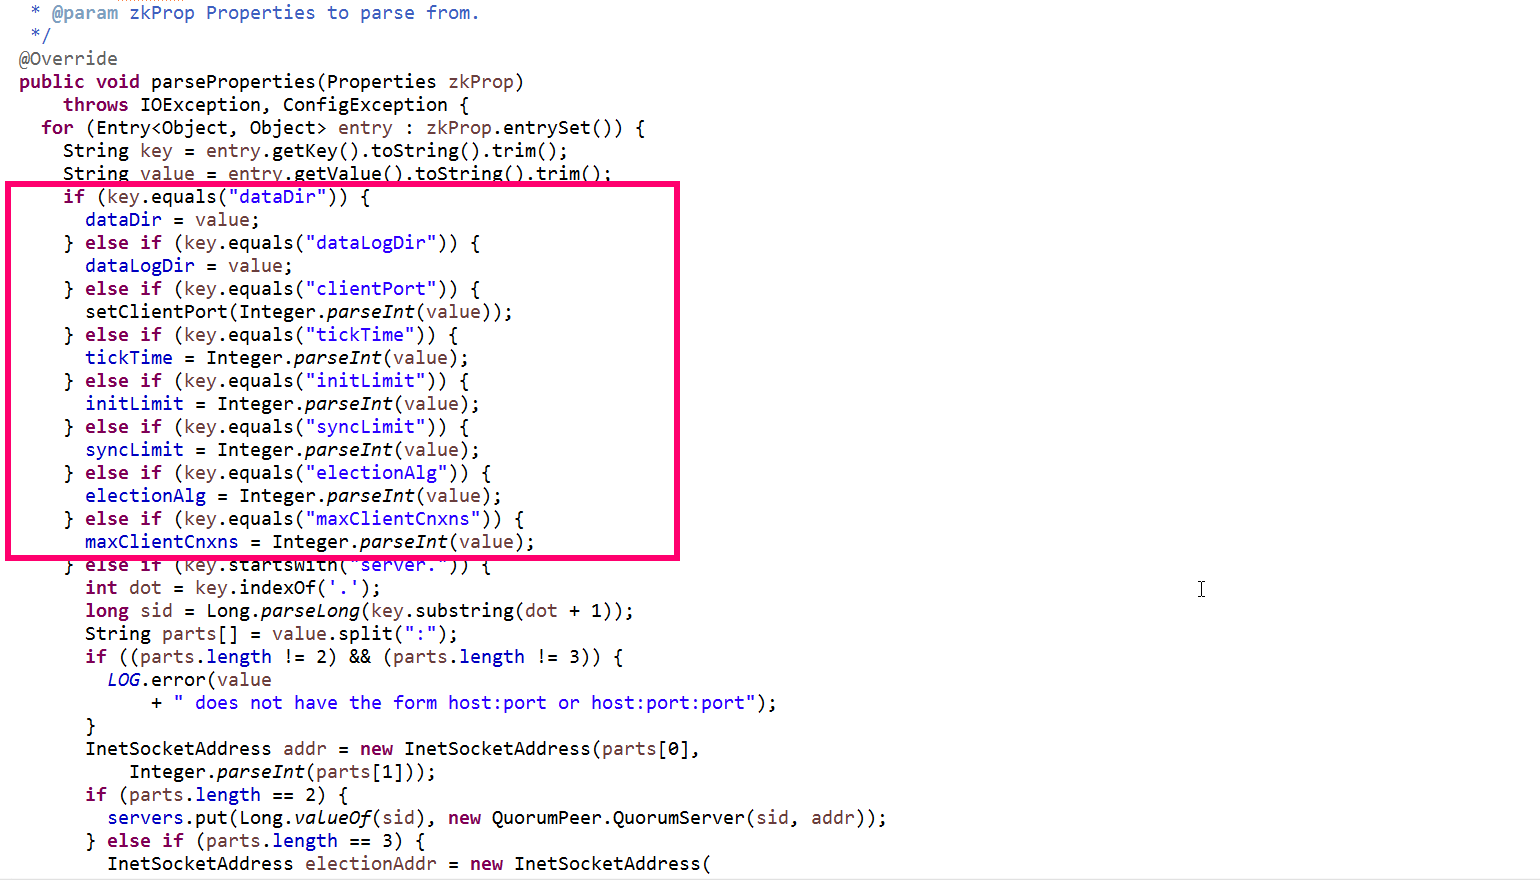 * @param zkProp Properties to parse from.
*/
@Override
public void parseProperties(Properties zkProp)
throws IOException, ConfigException {
for (Entry<Object, Object> entry : zkProp.entrySet()) {
String key = entry.getKey().toString().trim();
String value = entry.getValue().toString().trim();
if (key.equals("dataDir")) {
dataDir = value;
} else if (key.equals("dataLogDir")) {
dataLogDir = value;
} else if (key.equals("clientPort")) {
setClientPort(Integer.parseInt(value));
} else if (key.equals("tickTime")) {
tickTime = Integer.parseInt(value);
} else if (key.equals("initLimit")) {
initLimit = Integer.parseInt(value);
} else if (key.equals("syncLimit")) {
syncLimit = Integer.parseInt(value);
} else if (key.equals("electionAlg")) {
electionAlg = Integer.parseInt(value);
} else if (key.equals("maxClientCnxns")) {
maxClientCnxns = Integer.parseInt(value);
} else if (key.startsWith("server.")) {
int dot = key.indexOf('.');
long sid = Long.parseLong(key.substring(dot + 1));
String parts[] = value.split(":");
if ((parts.length != 2) && (parts.length != 3)) {
LOG.error(value
+ " does not have the form host:port or host:port:port");
}
InetSocketAddress addr = new InetSocketAddress(parts[0],
Integer.parseInt(parts[1]));
if (parts.length == 2) {
servers.put(Long.valueOf(sid), new QuorumPeer.QuorumServer(sid, addr));
} else if (parts.length == 3) {
InetSocketAddress electionAddr = new InetSocketAddress(